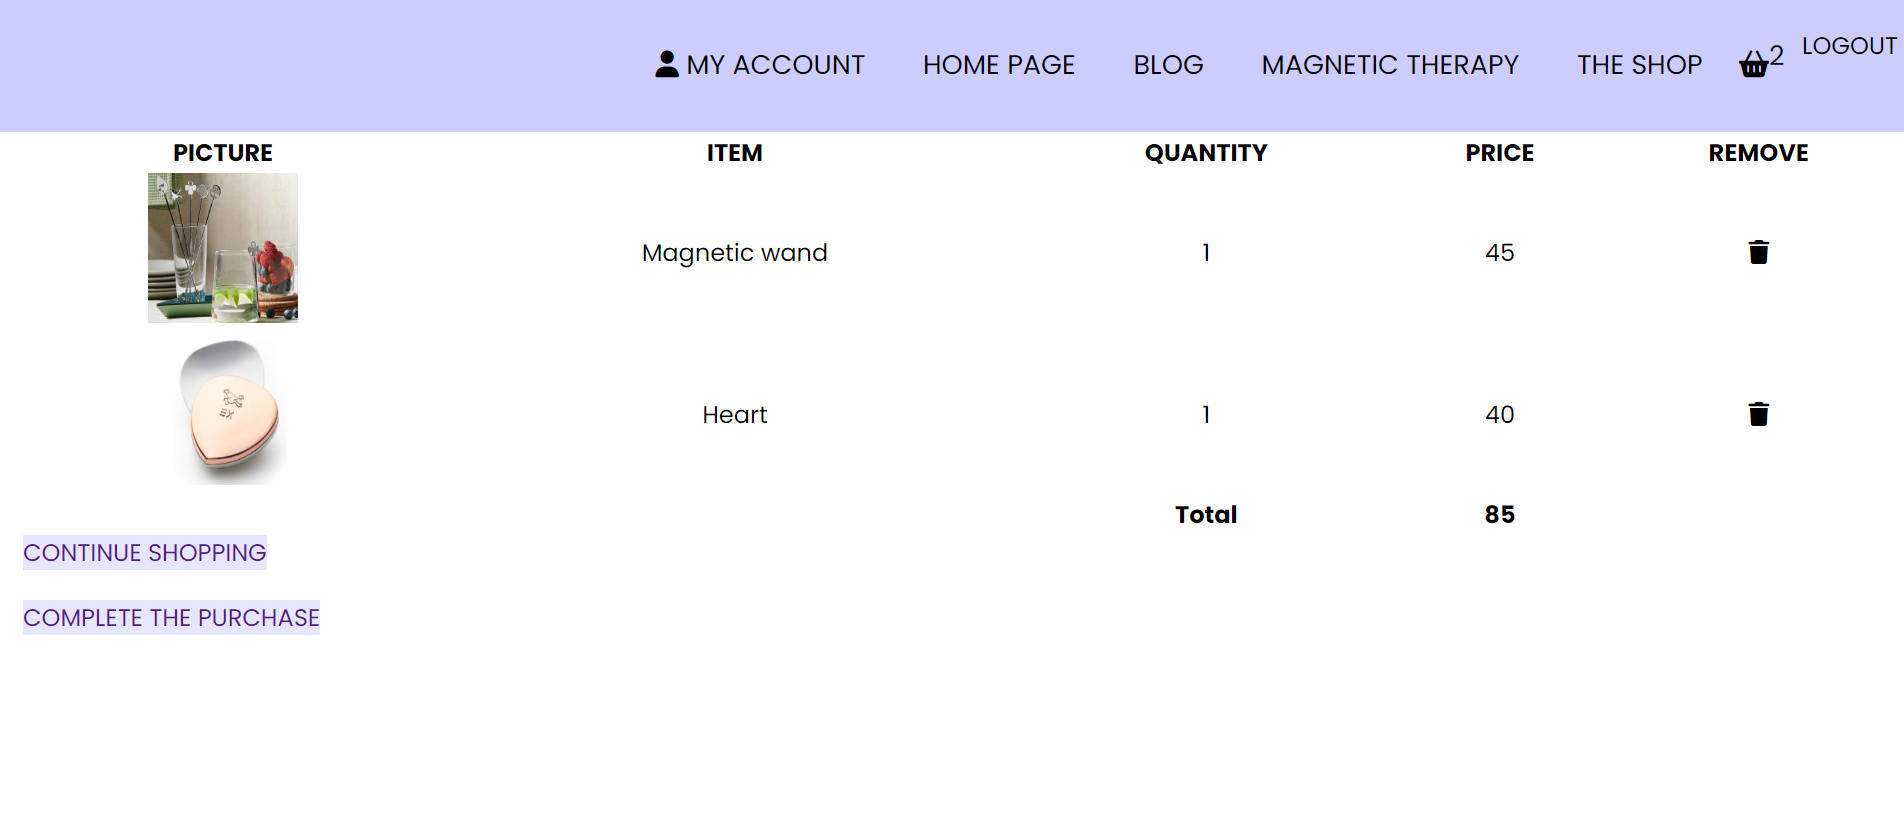 MY ACCOUNT HOME PAGE BLOG MAGNETIC THERAPY THE SHOP 2 LOGOUT
PICTURE ITEM QUANTITY PRICE REMOVE
Magnetic wand 1 45
EX
Heart 1 40
Total 85
CONTINUE SHOPPING
COMPLETE THE PURCHASE